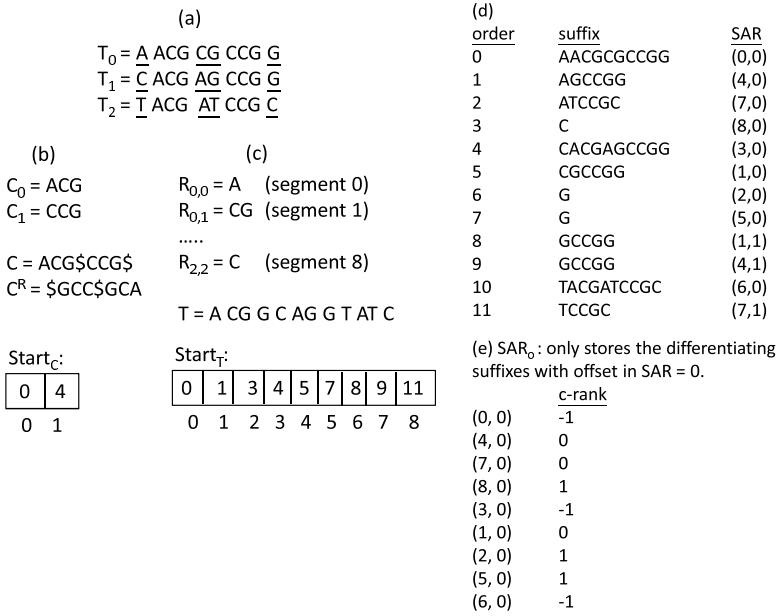 (a)
T0 = A ACG CG CCG G
T1 = C ACG AG CCG G
T2 = T ACG AT CCG C
(b)
C0 = ACG
C1 = CCG
C = ACG$CCG$
CR = $GCC$GCA
StartC:
0 4
0 1
(c)
R0,0 = A (segment 0)
R0,1 = CG (segment 1)
.....
R2,2 = C (segment 8)
T = A CG G C AG G T AT C
StartT:
0 1 3 4 5 7 8 9 11
0 1 2 3 4 5 6 7 8
(d)
order suffix SAR
0 AACGCGCCGG (0,0)
1 AGCCGG (4,0)
2 ATCCGC (7,0)
3 C (8,0)
4 CACGAGCCGG (3,0)
5 CGCCGG (1,0)
6 G (2,0)
7 G (5,0)
8 GCCGG (1,1)
9 GCCGG (4,1)
10 TACGATCCGC (6,0)
11 TCCGC (7,1)
(e) SARo : only stores the differentiating
suffixes with offset in SAR = 0.
c-rank
(0, 0) -1
(4, 0) 0
(7, 0) 0
(8, 0) 1
(3, 0) -1
(1, 0) 0
(2, 0) 1
(5, 0) 1
(6, 0) -1